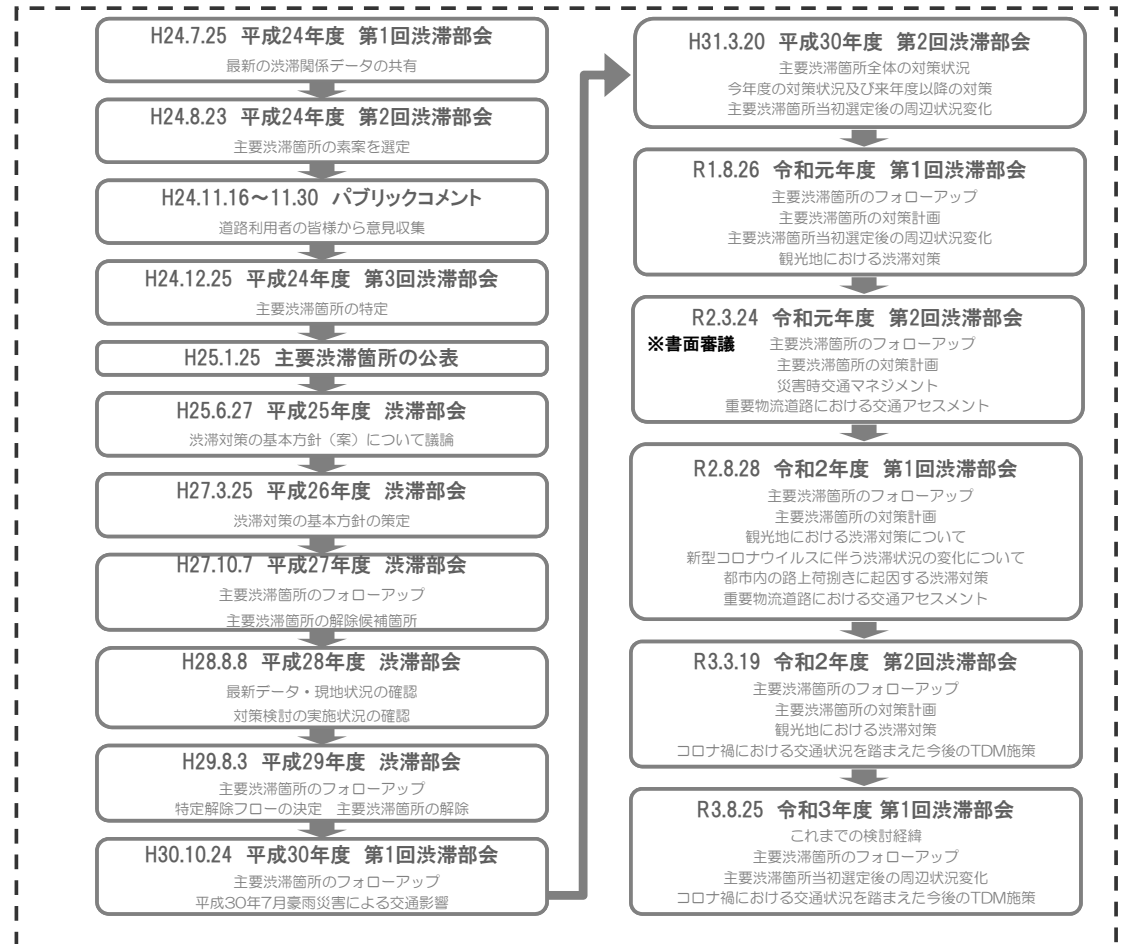 H24.7.25 平成24年度 第1回渋滞部会
最新の渋滞関係データの共有
H24.8.23 平成24年度 第2回渋滞部会
主要渋滞箇所の素案を選定
H24.11.16～11.30 パブリックコメント
道路利用者の皆様から意見収集
H24.12.25 平成24年度 第3回渋滞部会
主要渋滞箇所の特定
H25.1.25 主要渋滞箇所の公表
H25.6.27 平成25年度 渋滞部会
渋滞対策の基本方針（案）について議論
H27.3.25 平成26年度 渋滞部会
渋滞対策の基本方針の策定
H27.10.7 平成27年度 渋滞部会
主要渋滞箇所のフォローアップ
主要渋滞箇所の解除候補箇所
H28.8.8 平成28年度 渋滞部会
最新データ・現地状況の確認
対策検討の実施状況の確認
H29.8.3 平成29年度 渋滞部会
主要渋滞箇所のフォローアップ
特定解除フローの決定 主要渋滞箇所の解除
H30.10.24 平成30年度 第1回渋滞部会
主要渋滞箇所のフォローアップ
平成30年7月豪雨災害による交通影響
H31.3.20 平成30年度 第2回渋滞部会
主要渋滞箇所全体の対策状況
今年度の対策状況及び来年度以降の対策
主要渋滞箇所当初選定後の周辺状況変化
R1.8.26 令和元年度 第1回渋滞部会
主要渋滞箇所のフォローアップ
主要渋滞箇所の対策計画
主要渋滞箇所当初選定後の周辺状況変化
観光地における渋滞対策
R2.3.24 令和元年度 第2回渋滞部会
※書面審議 主要渋滞箇所のフォローアップ
主要渋滞箇所の対策計画
災害時交通マネジメント
重要物流道路における交通アセスメント
R2.8.28 令和2年度 第1回渋滞部会
主要渋滞箇所のフォローアップ
主要渋滞箇所の対策計画
観光地における渋滞対策について
新型コロナウイルスに伴う渋滞状況の変化について
都市内の路上荷捌きに起因する渋滞対策
重要物流道路における交通アセスメント
R3.3.19 令和2年度 第2回渋滞部会
主要渋滞箇所のフォローアップ
主要渋滞箇所の対策計画
観光地における渋滞対策
コロナ禍における交通状況を踏まえた今後のTDM施策
R3.8.25 令和3年度 第1回渋滞部会
これまでの検討経緯
主要渋滞箇所のフォローアップ
主要渋滞箇所当初選定後の周辺状況変化
コロナ禍における交通状況を踏まえた今後のTDM施策